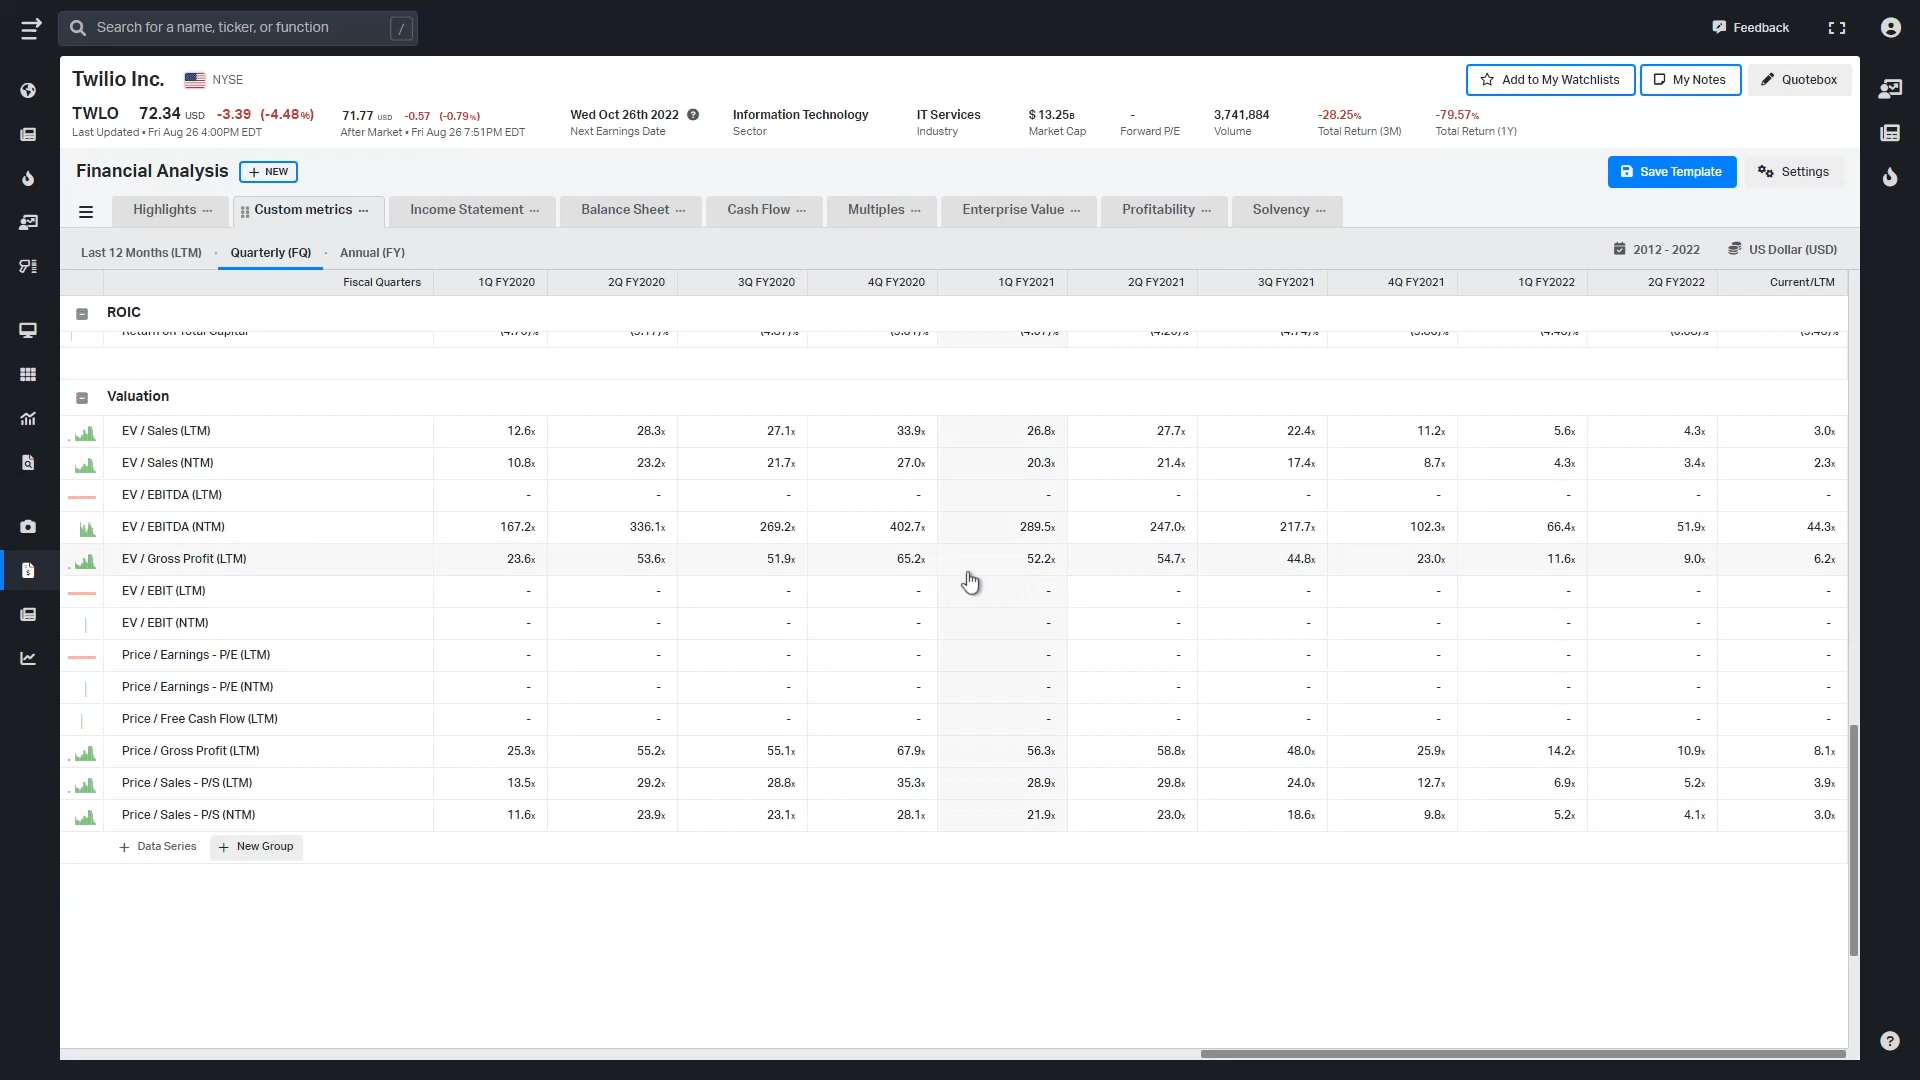 Search for a name, ticker, or function /
Feedback
Twilio Inc. NYSE
Add to My Watchlists My Notes Quotebox
TWLO 72.34 USD -3.39 (-4.48%) 71.77 USD -0.57 (-0.79%) Wed Oct 26th 2022 ? Information Technology IT Services $ 13.25B - 3,741,884 -28.25% -79.57%
Last Updated • Fri Aug 26 4:00PM EDT After Market • Fri Aug 26 7:51PM EDT Next Earnings Date Sector Industry Market Cap Forward P/E Volume Total Return (3M) Total Return (1Y)
Financial Analysis + NEW Save Template Settings
Highlights ... Custom metrics ... Income Statement ... Balance Sheet ... Cash Flow ... Multiples ... Enterprise Value ... Profitability ... Solvency ...
Last 12 Months (LTM) · Quarterly (FQ) · Annual (FY) 2012 - 2022 US Dollar (USD)
Fiscal Quarters 1Q FY2020 2Q FY2020 3Q FY2020 4Q FY2020 1Q FY2021 2Q FY2021 3Q FY2021 4Q FY2021 1Q FY2022 2Q FY2022 Current/LTM
ROIC
Return on Total Capital
Valuation
EV / Sales (LTM) 12.6x 28.3x 27.1x 33.9x 26.8x 27.7x 22.4x 11.2x 5.6x 4.3x 3.0x
EV / Sales (NTM) 10.8x 23.2x 21.7x 27.0x 20.3x 21.4x 17.4x 8.7x 4.3x 3.4x 2.3x
EV / EBITDA (LTM) - - - - - - - - - - -
EV / EBITDA (NTM) 167.2x 336.1x 269.2x 402.7x 289.5x 247.0x 217.7x 102.3x 66.4x 51.9x 44.3x
EV / Gross Profit (LTM) 23.6x 53.6x 51.9x 65.2x 52.2x 54.7x 44.8x 23.0x 11.6x 9.0x 6.2x
EV / EBIT (LTM) - - - - - - - - - - -
EV / EBIT (NTM) - - - - - - - - - - -
Price / Earnings - P/E (LTM) - - - - - - - - - - -
Price / Earnings - P/E (NTM) - - - - - - - - - - -
Price / Free Cash Flow (LTM) - - - - - - - - - - -
Price / Gross Profit (LTM) 25.3x 55.2x 55.1x 67.9x 56.3x 58.8x 48.0x 25.9x 14.2x 10.9x 8.1x
Price / Sales - P/S (LTM) 13.5x 29.2x 28.8x 35.3x 28.9x 29.8x 24.0x 12.7x 6.9x 5.2x 3.9x
Price / Sales - P/S (NTM) 11.6x 23.9x 23.1x 28.1x 21.9x 23.0x 18.6x 9.8x 5.2x 4.1x 3.0x
+ Data Series + New Group
?